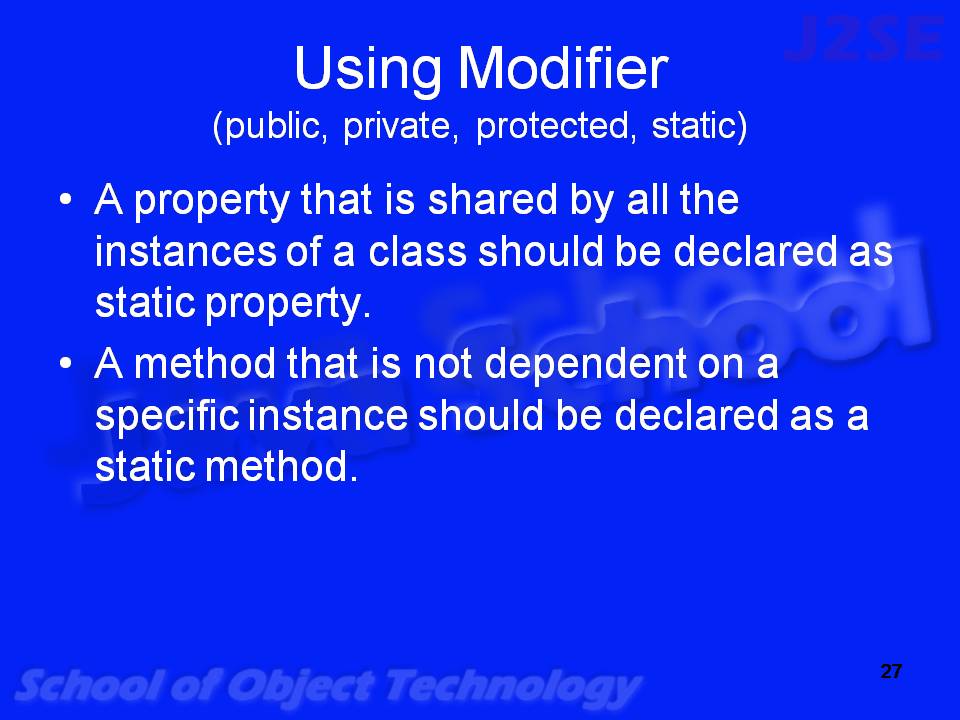 J2SE
Using Modifier
(public, private, protected, static)
• A property that is shared by all the
instances of a class should be declared as
static property.
• A method that is not dependent on a
specific instance should be declared as a
static method.
Java School
School of Object Technology
27